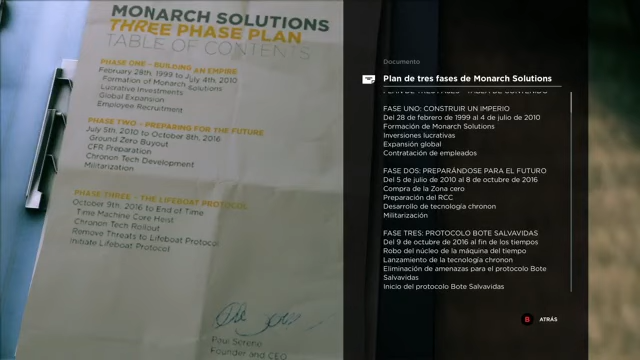 MONARCH SOLUTIONS
THREE PHASE PLAN
TABLE OF CONTENTS
PHASE ONE - BUILDING AN EMPIRE
February 28th, 1999 to July 4th, 2010
Formation of Monarch Solutions
Lucrative Investments
Global Expansion
Employee Recruitment
PHASE TWO - PREPARING FOR THE FUTURE
July 5th, 2010 to October 8th, 2016
Ground Zero Buyout
CFR Preparation
Chronon Tech Development
Militarization
PHASE THREE - THE LIFEBOAT PROTOCOL
October 9th, 2016 to End of Time
Time Machine Core Heist
Chronon Tech Rollout
Remove Threats to Lifeboat Protocol
Initiate Lifeboat Protocol
Paul Serene
Founder and CEO
Documento
Plan de tres fases de Monarch Solutions
FASE UNO: CONSTRUIR UN IMPERIO
Del 28 de febrero de 1999 al 4 de julio de 2010
Formación de Monarch Solutions
Inversiones lucrativas
Expansión global
Contratación de empleados
FASE DOS: PREPARÁNDOSE PARA EL FUTURO
Del 5 de julio de 2010 al 8 de octubre de 2016
Compra de la Zona cero
Preparación del RCC
Desarrollo de tecnología chronon
Militarización
FASE TRES: PROTOCOLO BOTE SALVAVIDAS
Del 9 de octubre de 2016 al fin de los tiempos
Robo del núcleo de la máquina del tiempo
Lanzamiento de la tecnología chronon
Eliminación de amenazas para el protocolo Bote
Salvavidas
Inicio del protocolo Bote Salvavidas
B ATRÁS